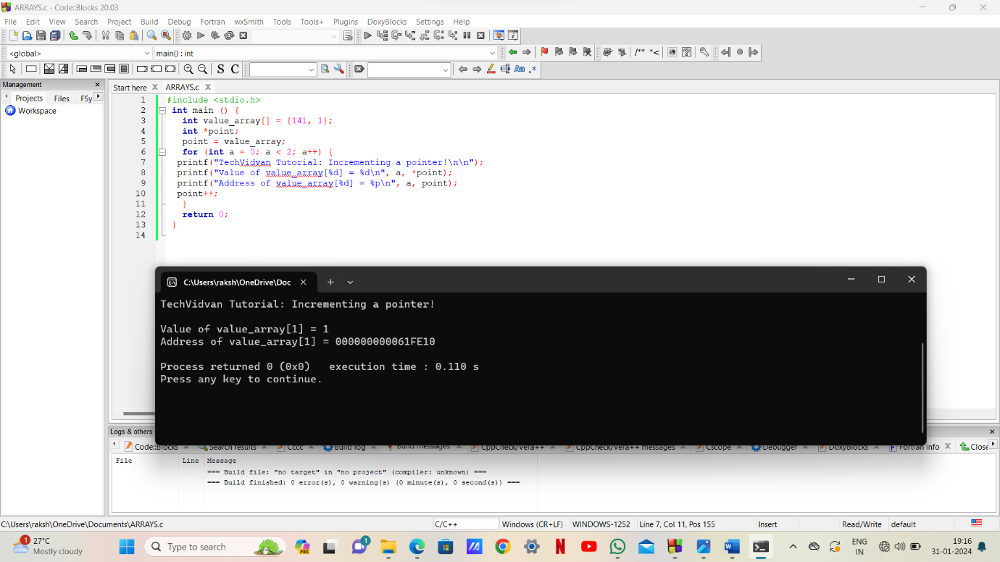 ARRAYS.c - Code::Blocks 20.03
File Edit View Search Project Build Debug Fortran wxSmith Tools Tools+ Plugins DoxyBlocks Settings Help
<global> main() : int
/** *<
S C
Aa .*
Management
Projects Files FSy
Workspace
Start here ARRAYS.c
1 #include <stdio.h>
2 int main () {
3 int value_array[] = {141, 1};
4 int *point;
5 point = value_array;
6 for (int a = 0; a < 2; a++) {
7 printf("TechVidvan Tutorial: Incrementing a pointer!\n\n");
8 printf("Value of value_array[%d] = %d\n", a, *point);
9 printf("Address of value_array[%d] = %p\n", a, point);
10 point++;
11 }
12 return 0;
13 }
14
C:\Users\raksh\OneDrive\Doc
TechVidvan Tutorial: Incrementing a pointer!
Value of value_array[1] = 1
Address of value_array[1] = 000000000061FE10
Process returned 0 (0x0) execution time : 0.110 s
Press any key to continue.
Logs & others
Code::Blocks Search results Cccc Build log Build messages CppCheck/Vera++ CppCheck/Vera++ messages Cscope Debugger DoxyBlocks Fortran info Close
File Line Message
=== Build file: "no target" in "no project" (compiler: unknown) ===
=== Build finished: 0 error(s), 0 warning(s) (0 minute(s), 0 second(s)) ===
C:\Users\raksh\OneDrive\Documents\ARRAYS.c C/C++ Windows (CR+LF) WINDOWS-1252 Line 7, Col 11, Pos 155 Insert Read/Write default
1
27°C
Mostly cloudy
Type to search
PRE
1
ENG
IN
19:16
31-01-2024